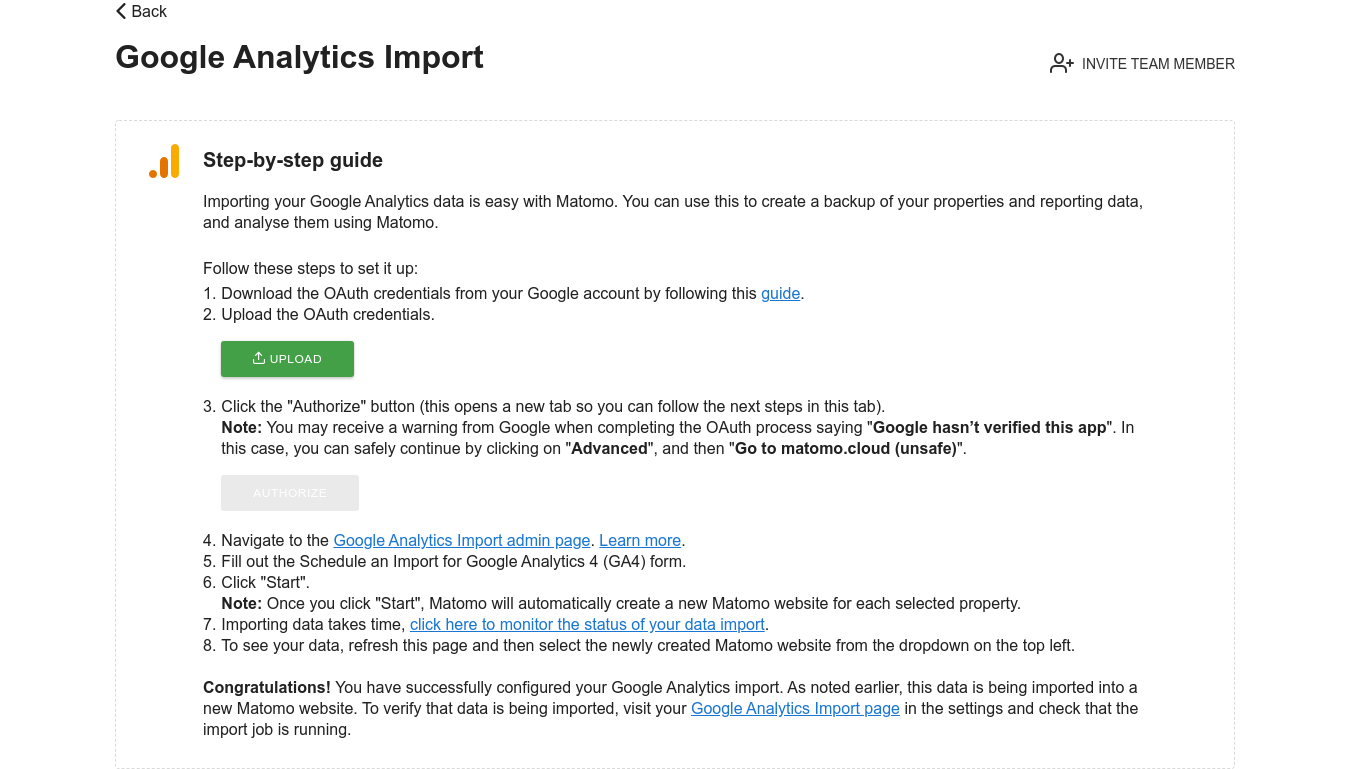 Back
Google Analytics Import
INVITE TEAM MEMBER
Step-by-step guide
Importing your Google Analytics data is easy with Matomo. You can use this to create a backup of your properties and reporting data,
and analyse them using Matomo.
Follow these steps to set it up:
1. Download the OAuth credentials from your Google account by following this guide.
2. Upload the OAuth credentials.
UPLOAD
3. Click the "Authorize" button (this opens a new tab so you can follow the next steps in this tab).
Note: You may receive a warning from Google when completing the OAuth process saying "Google hasn’t verified this app". In
this case, you can safely continue by clicking on "Advanced", and then "Go to matomo.cloud (unsafe)".
AUTHORIZE
4. Navigate to the Google Analytics Import admin page. Learn more.
5. Fill out the Schedule an Import for Google Analytics 4 (GA4) form.
6. Click "Start".
Note: Once you click "Start", Matomo will automatically create a new Matomo website for each selected property.
7. Importing data takes time, click here to monitor the status of your data import.
8. To see your data, refresh this page and then select the newly created Matomo website from the dropdown on the top left.
Congratulations! You have successfully configured your Google Analytics import. As noted earlier, this data is being imported into a
new Matomo website. To verify that data is being imported, visit your Google Analytics Import page in the settings and check that the
import job is running.